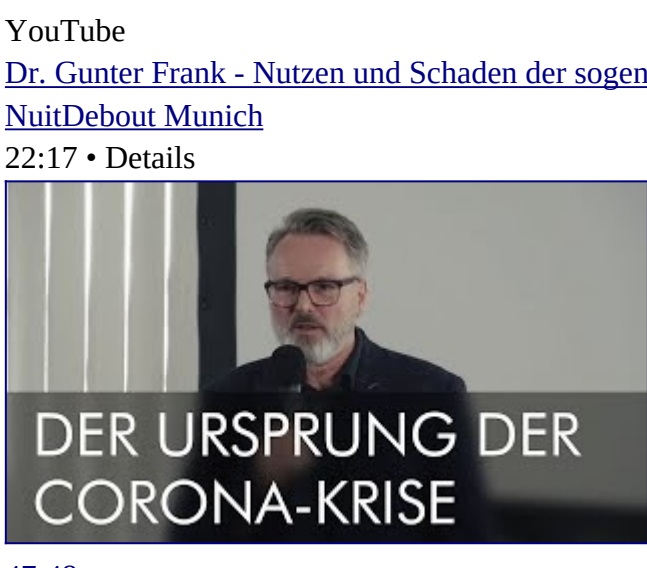 YouTube
Dr. Gunter Frank - Nutzen und Schaden der sogen
NuitDebout Munich
22:17 • Details
DER URSPRUNG DER
CORONA-KRISE